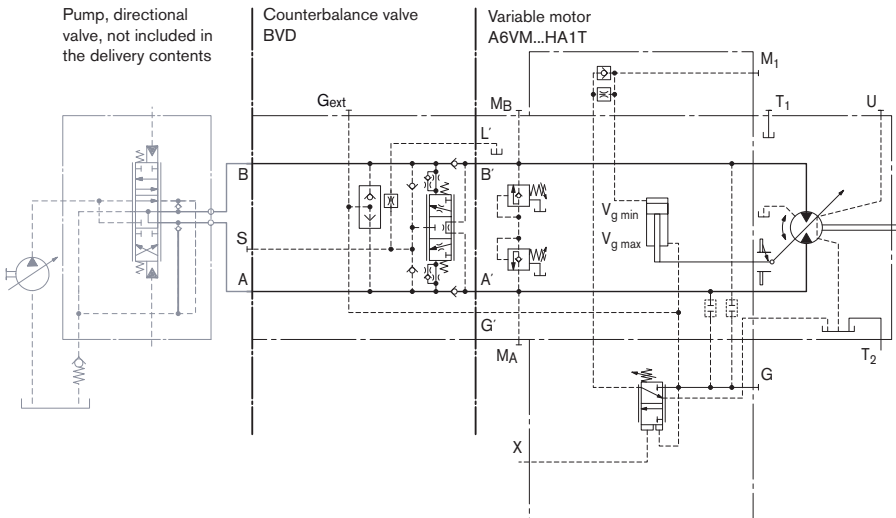 Pump, directional
valve, not included in
the delivery contents
Counterbalance valve
BVD
Variable motor
A6VM...HA1T
M1
Gext
MB
T1
U
L′
B
B′
Vg min
S
Vg max
A
A′
G′
MA
T2
G
X